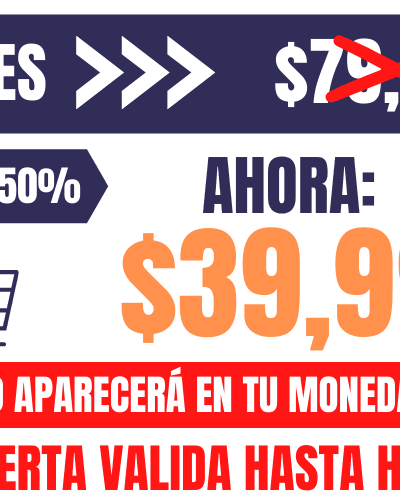 ES >>> $79,
50%
AHORA:
$39,9
O APARECERÁ EN TU MONEDA
ERTA VALIDA HASTA H